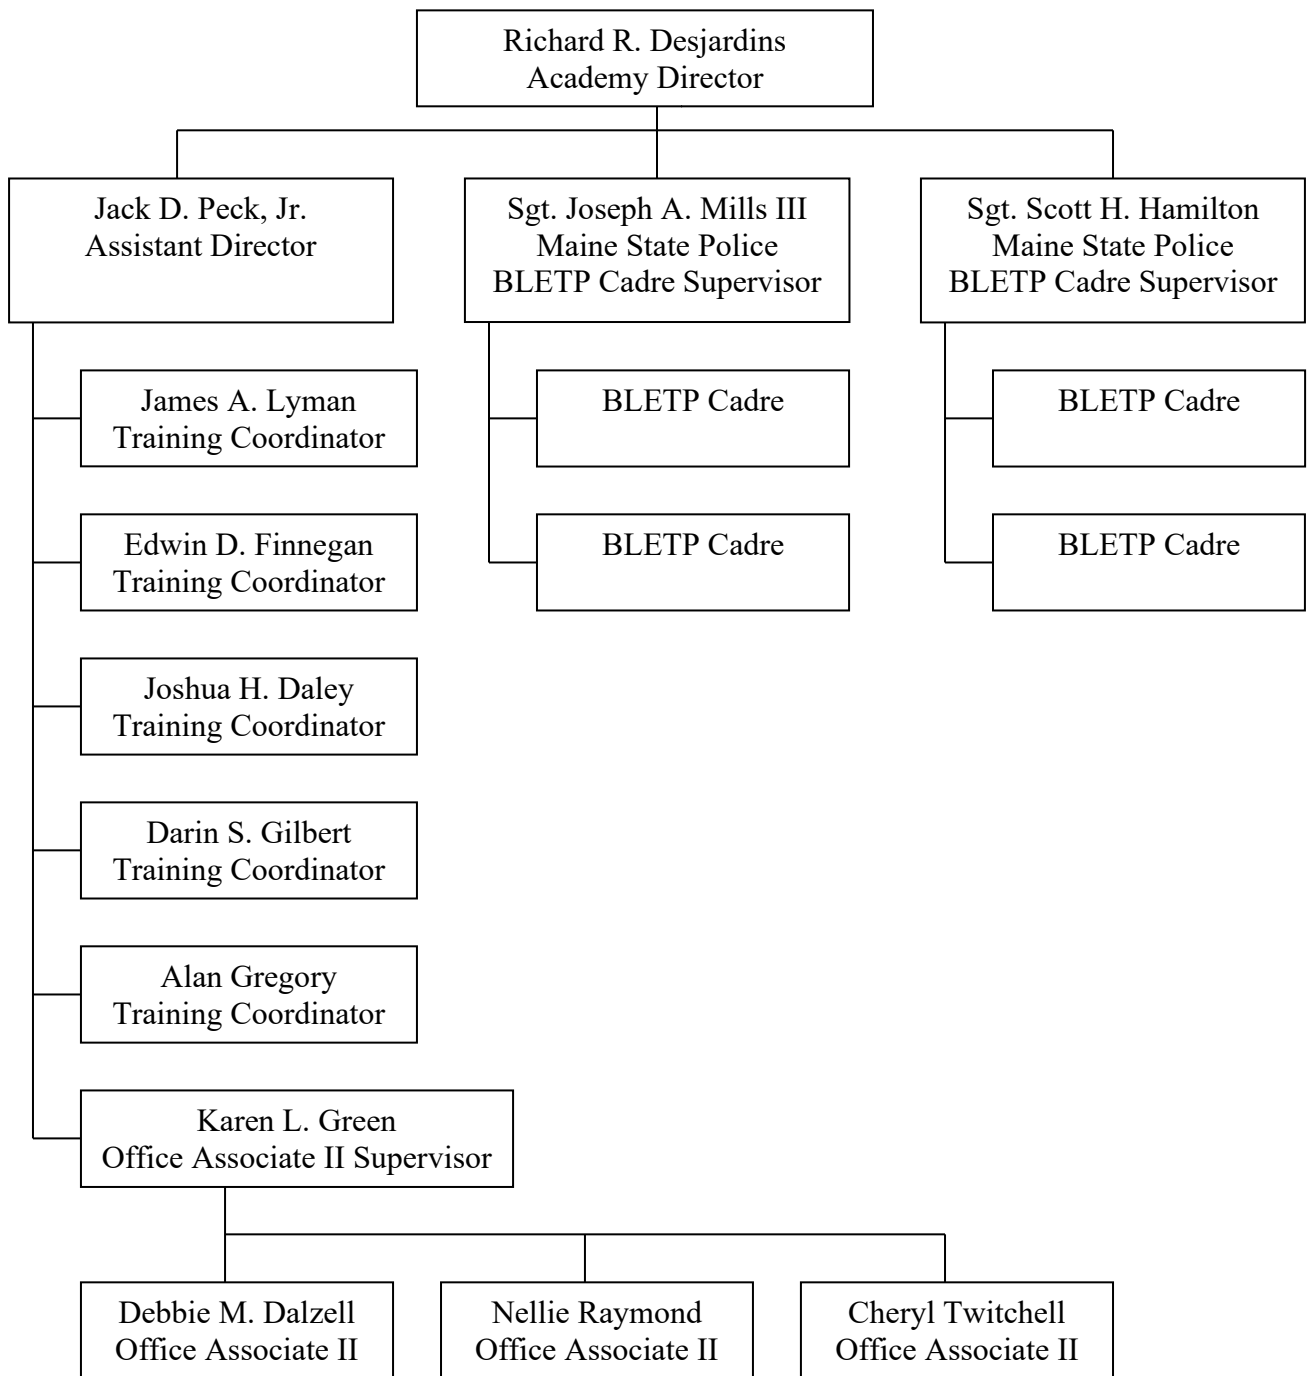 Richard R. Desjardins
Academy Director
Jack D. Peck, Jr.
Assistant Director
Sgt. Joseph A. Mills III
Maine State Police
BLETP Cadre Supervisor
Sgt. Scott H. Hamilton
Maine State Police
BLETP Cadre Supervisor
James A. Lyman
Training Coordinator
BLETP Cadre
BLETP Cadre
Edwin D. Finnegan
Training Coordinator
BLETP Cadre
BLETP Cadre
Joshua H. Daley
Training Coordinator
Darin S. Gilbert
Training Coordinator
Alan Gregory
Training Coordinator
Karen L. Green
Office Associate II Supervisor
Debbie M. Dalzell
Office Associate II
Nellie Raymond
Office Associate II
Cheryl Twitchell
Office Associate II